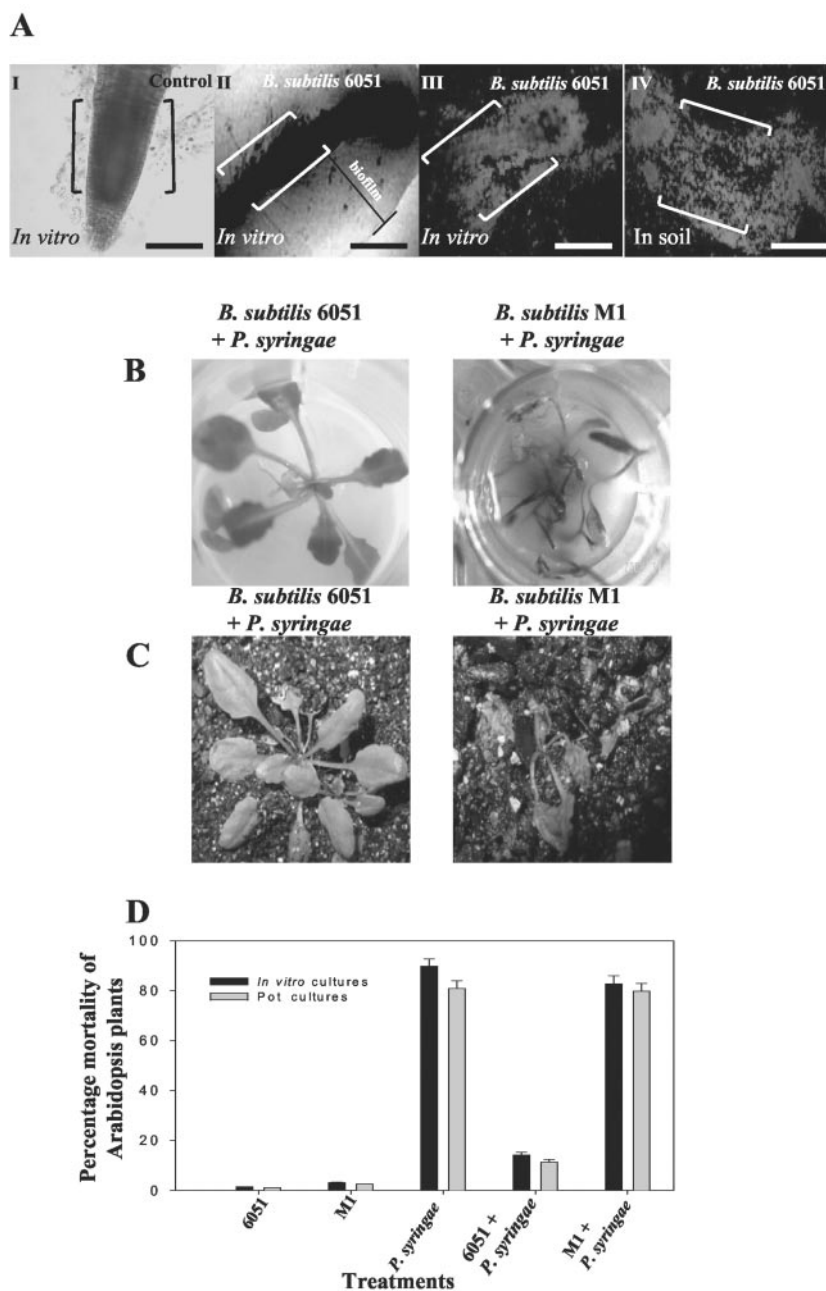 A
I
Control
In vitro
II
B. subtilis 6051
biofilm
In vitro
III
B. subtilis 6051
In vitro
IV
B. subtilis 6051
In soil
B
B. subtilis 6051
+ P. syringae
B. subtilis M1
+ P. syringae
C
B. subtilis 6051
+ P. syringae
B. subtilis M1
+ P. syringae
D
Percentage mortality of
Arabidopsis plants
100
80
60
40
20
0
In vitro cultures
Pot cultures
6051
M1
P. syringae
6051 +
P. syringae
M1 +
P. syringae
Treatments